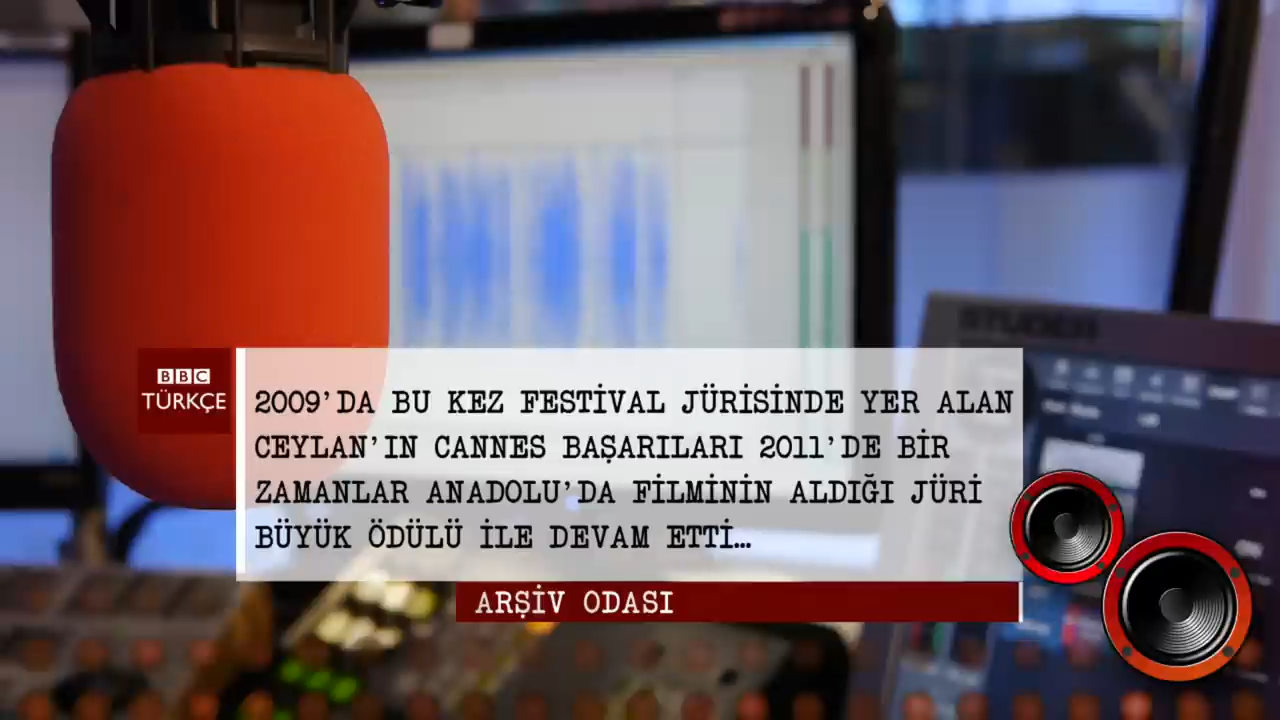 BBC
TÜRKÇE
2009'DA BU KEZ FESTİVAL JÜRİSİNDE YER ALAN
CEYLAN'IN CANNES BAŞARILARI 2011'DE BİR
ZAMANLAR ANADOLU'DA FİLMİNİN ALDIĞI JÜRİ
BÜYÜK ÖDÜLÜ İLE DEVAM ETTİ...
ARŞİV ODASI
STUDER